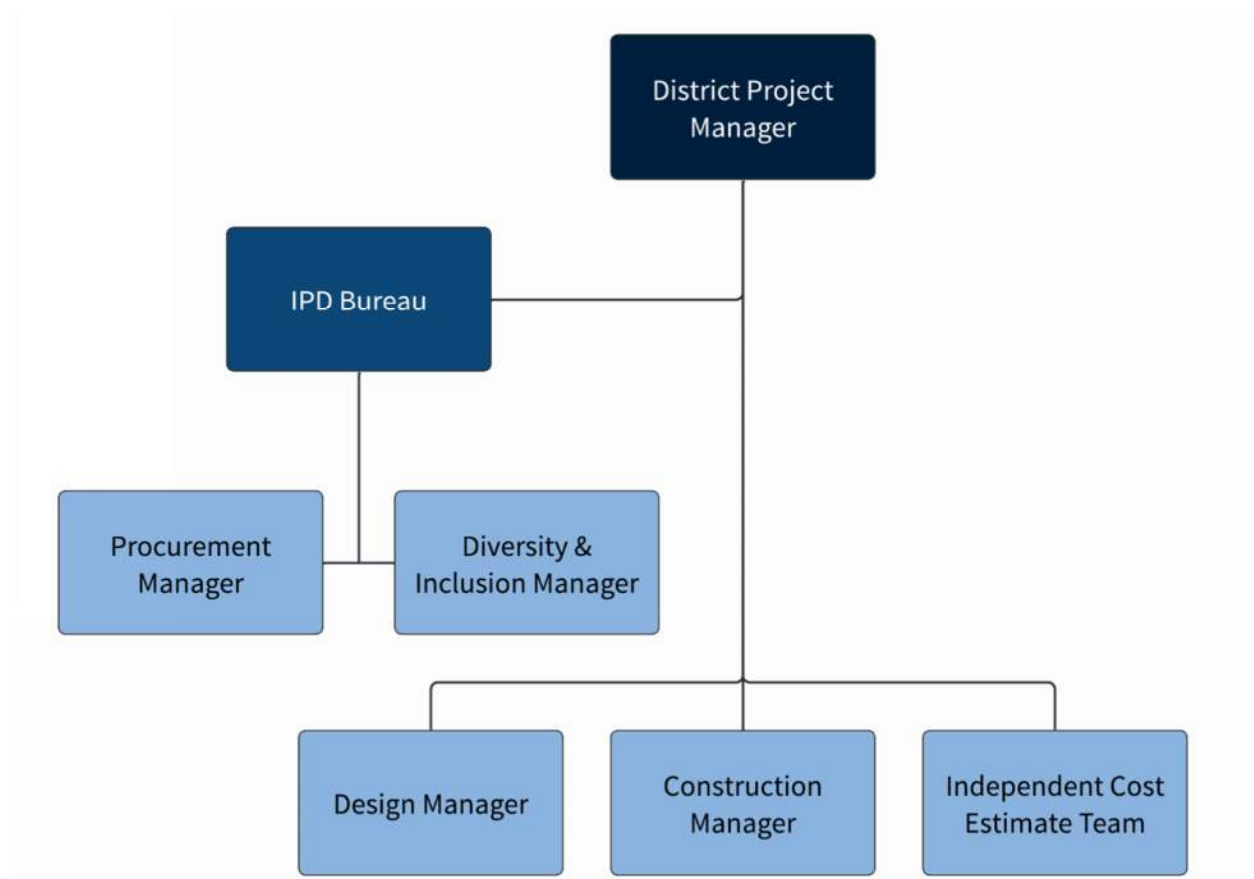 District Project
Manager
IPD Bureau
Procurement
Manager
Diversity &
Inclusion Manager
Design Manager
Construction
Manager
Independent Cost
Estimate Team